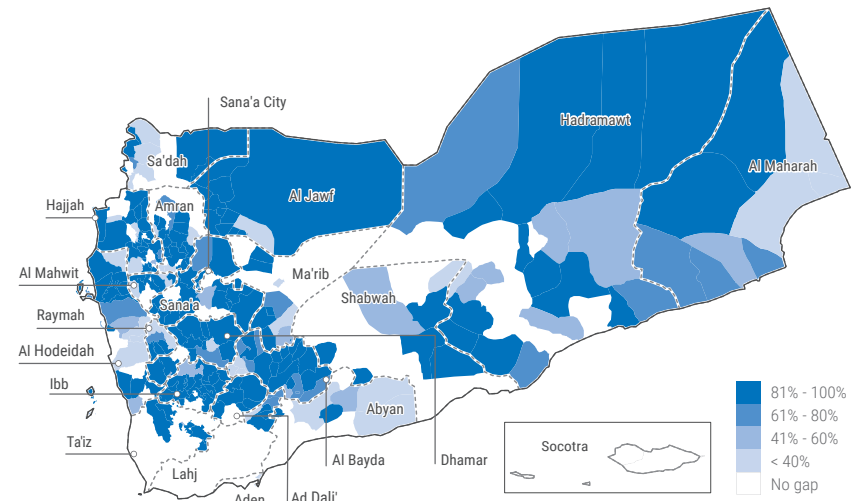 Sana'a City
Hadramawt
Sa'dah
Al Maharah
Al Jawf
Hajjah
Amran
Al Mahwit
Ma'rib
Shabwah
Sana'a
Raymah
Al Hodeidah
Ibb
Abyan
Ta'iz
Socotra
Al Bayda
Dhamar
Lahj
Aden
Ad Dali'
81% - 100%
61% - 80%
41% - 60%
< 40%
No gap